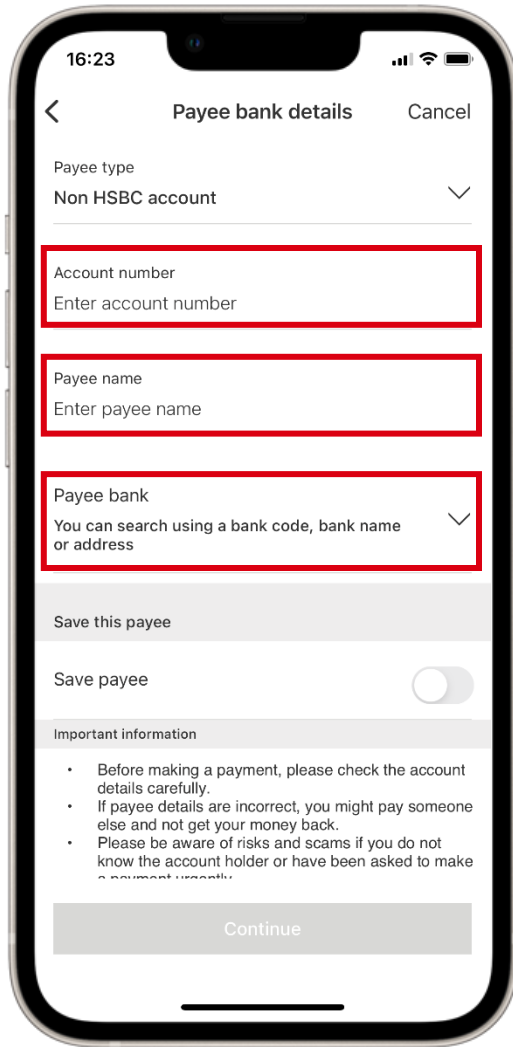 16:23
Payee bank details
Cancel
Payee type
Non HSBC account
Account number
Enter account number
Payee name
Enter payee name
Payee bank
You can search using a bank code, bank name
or address
Save this payee
Save payee
Important information
• Before making a payment, please check the account
details carefully.
• If payee details are incorrect, you might pay someone
else and not get your money back.
• Please be aware of risks and scams if you do not
know the account holder or have been asked to make
a payment urgently
Continue